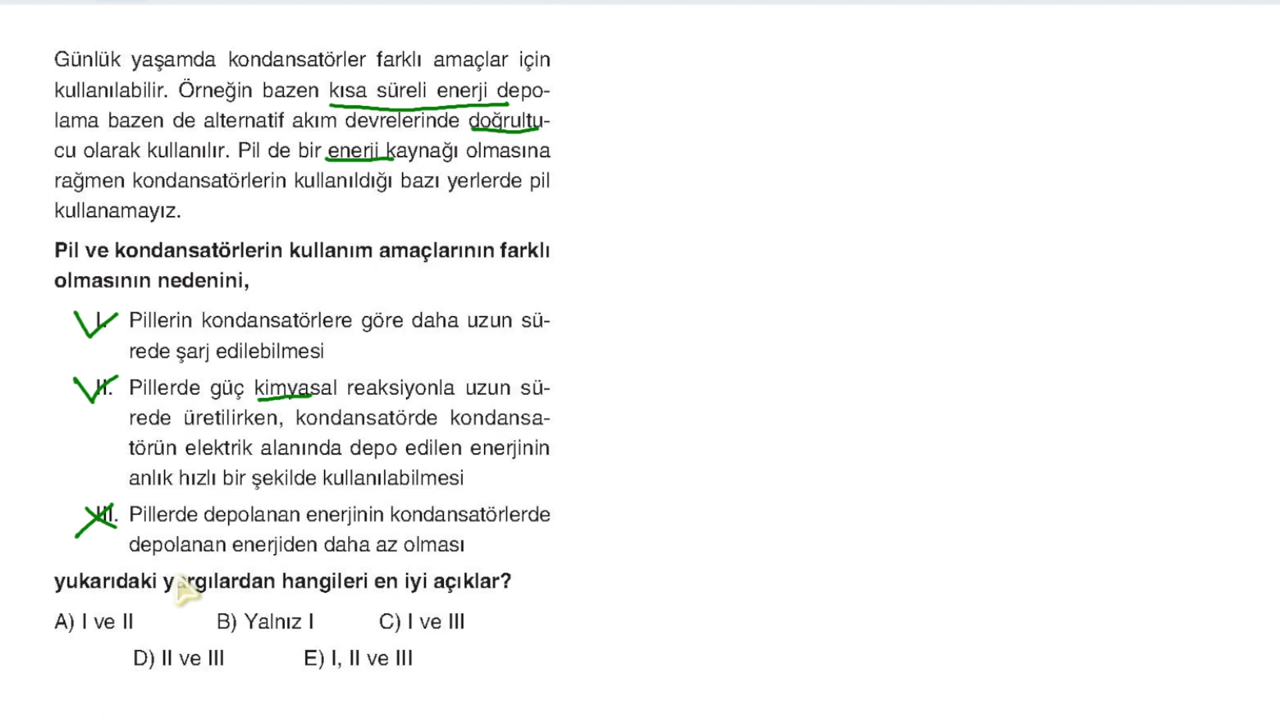 Günlük yaşamda kondansatörler farklı amaçlar için
kullanılabilir. Örneğin bazen kısa süreli enerji depo-
lama bazen de alternatif akım devrelerinde doğrultu-
cu olarak kullanılır. Pil de bir enerji kaynağı olmasına
rağmen kondansatörlerin kullanıldığı bazı yerlerde pil
kullanamayız.
Pil ve kondansatörlerin kullanım amaçlarının farklı
olmasının nedenini,
I. Pillerin kondansatörlere göre daha uzun sü-
rede şarj edilebilmesi
II. Pillerde güç kimyasal reaksiyonla uzun sü-
rede üretilirken, kondansatörde kondansa-
törün elektrik alanında depo edilen enerjinin
anlık hızlı bir şekilde kullanılabilmesi
III. Pillerde depolanan enerjinin kondansatörlerde
depolanan enerjiden daha az olması
yukarıdaki yargılardan hangileri en iyi açıklar?
A) I ve II B) Yalnız I C) I ve III
D) II ve III E) I, II ve III